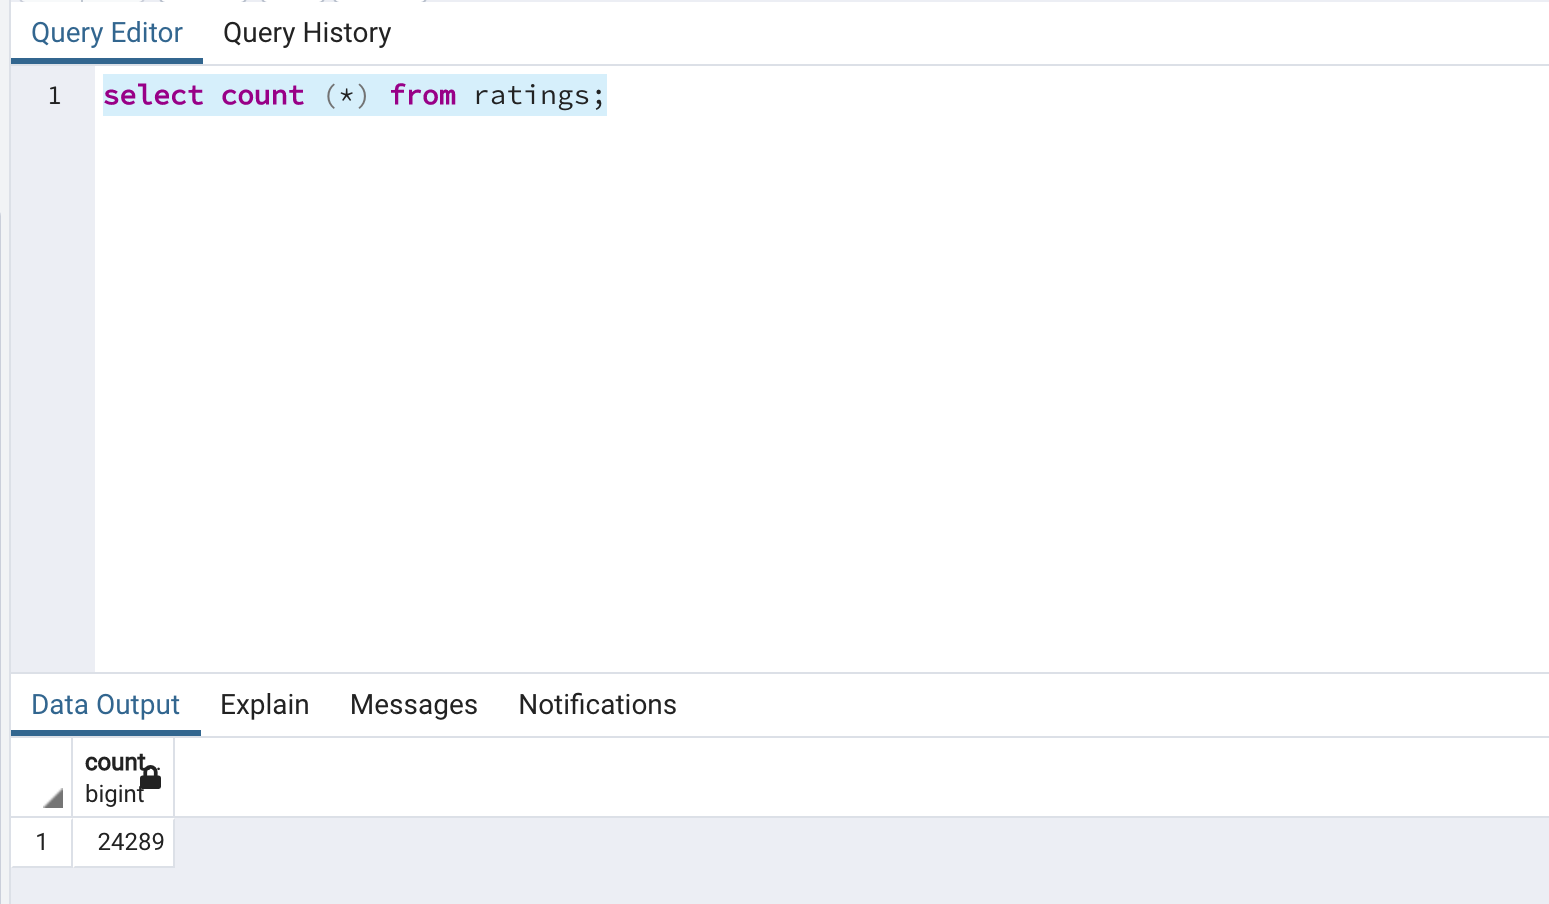 Query Editor Query History
1 select count (*) from ratings;
Data Output Explain Messages Notifications
count
bigint
1 24289